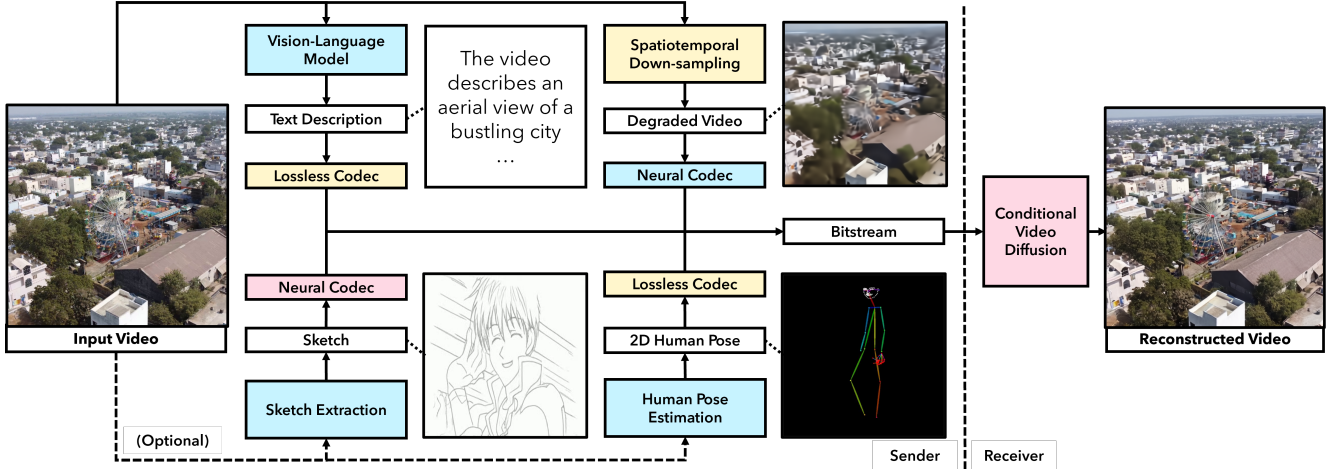 Vision-Language
Model
Text Description
Lossless Codec
The video
describes an
aerial view of a
bustling city
...
Spatiotemporal
Down-sampling
Degraded Video
Neural Codec
Input Video
Bitstream
Conditional
Video
Diffusion
Reconstructed Video
Neural Codec
Sketch
Sketch Extraction
Lossless Codec
2D Human Pose
Human Pose
Estimation
(Optional)
Sender
Receiver